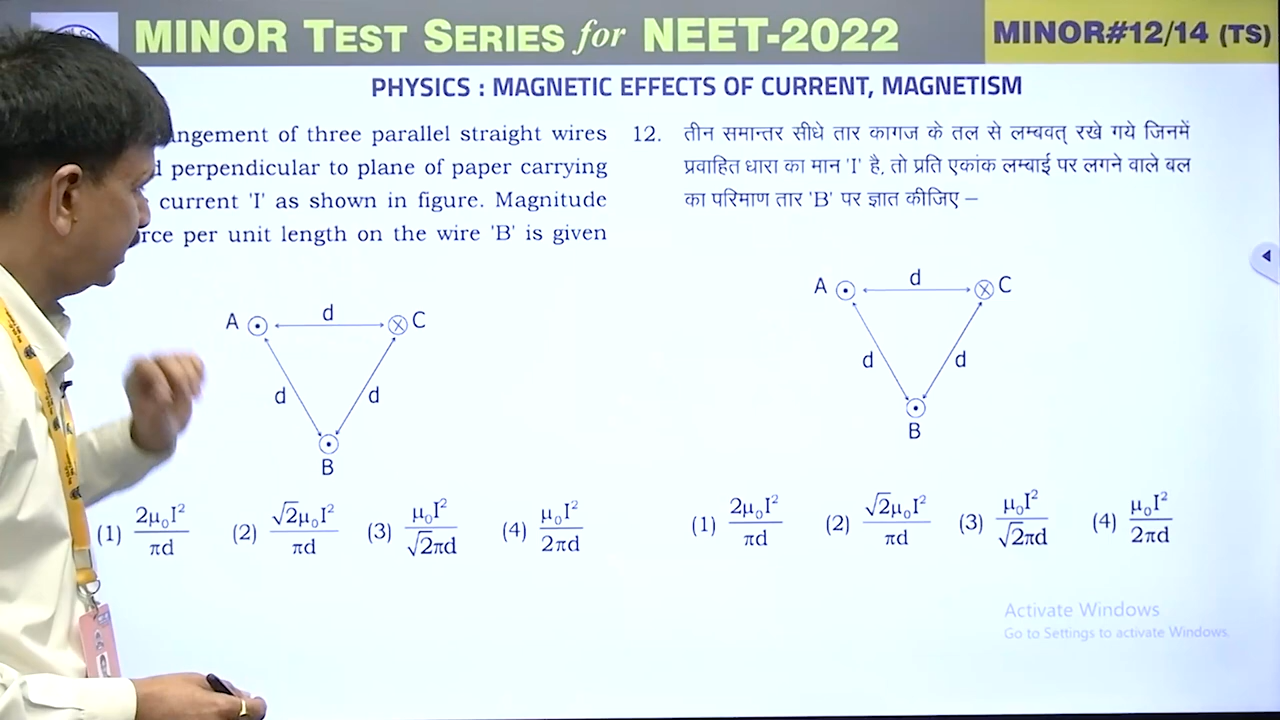 MINOR TEST SERIES for NEET-2022
MINOR#12/14 (TS)
PHYSICS : MAGNETIC EFFECTS OF CURRENT, MAGNETISM
of three parallel straight wires
perpendicular to plane of paper carrying
current 'I' as shown in figure. Magnitude
per unit length on the wire 'B' is given
A d C
d d
B
(1) 2μ₀I²/πd (2) √2μ₀I²/πd (3) μ₀I²/√2πd (4) μ₀I²/2πd
12. तीन समान्तर सीधे तार कागज के तल से लम्बवत् रखे गये जिनमें
प्रवाहित धारा का मान 'I' है, तो प्रति एकांक लम्बाई पर लगने वाले बल
का परिमाण तार 'B' पर ज्ञात कीजिए –
A d C
d d
B
(1) 2μ₀I²/πd (2) √2μ₀I²/πd (3) μ₀I²/√2πd (4) μ₀I²/2πd
Activate Windows
Go to Settings to activate Windows.